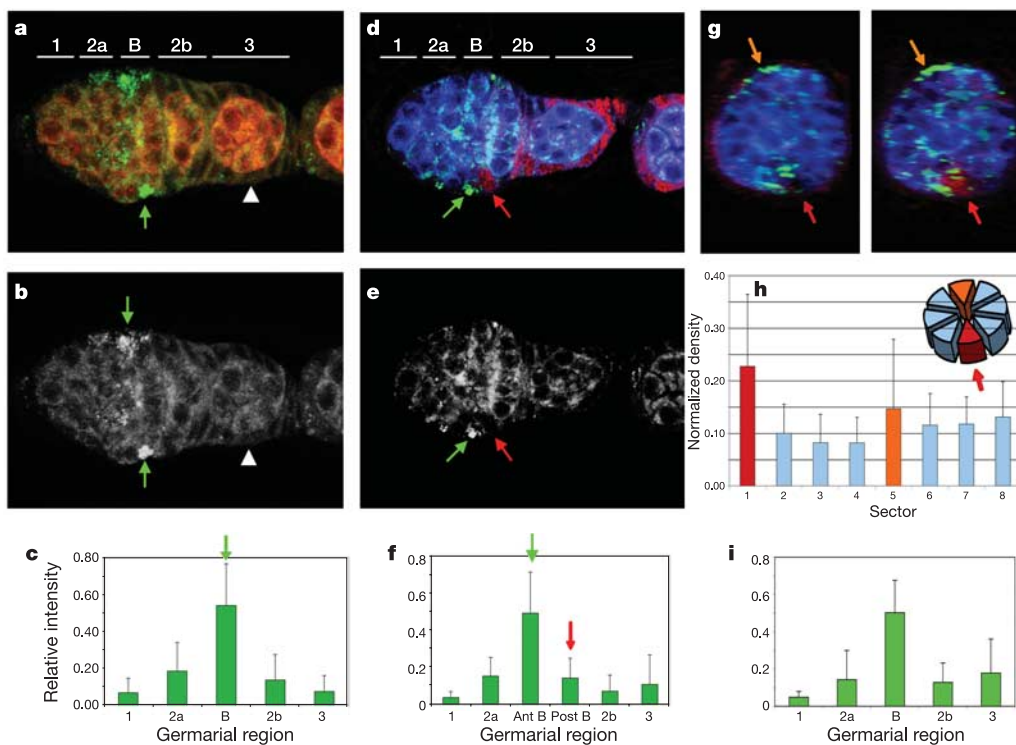 a
1 2a B 2b 3
d
1 2a B 2b 3
g
b
e
h
Normalized density
0.40
0.30
0.20
0.10
0.00
1 2 3 4 5 6 7 8
Sector
c
Relative intensity
0.80
0.60
0.40
0.20
0.00
1 2a B 2b 3
Germarial region
f
0.8
0.6
0.4
0.2
0
1 2a Ant B Post B 2b 3
Germarial region
i
0.8
0.6
0.4
0.2
0
1 2a B 2b 3
Germarial region